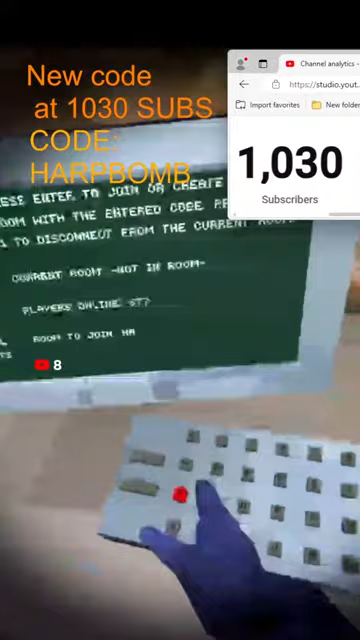 New code
at 1030 SUBS
CODE:
HARPBOMB
Channel analytics -
https://studio.yout
Import favorites
New folder
1,030
Subscribers
ESS ENTER TO JOIN OR CREATE
OOM WITH THE ENTERED CODE
TO DISCONNECT FROM THE CURRENT
CURRENT ROOM -NOT IN ROOM-
PLAYERS ONLINE
ROOM TO JOIN HA
8